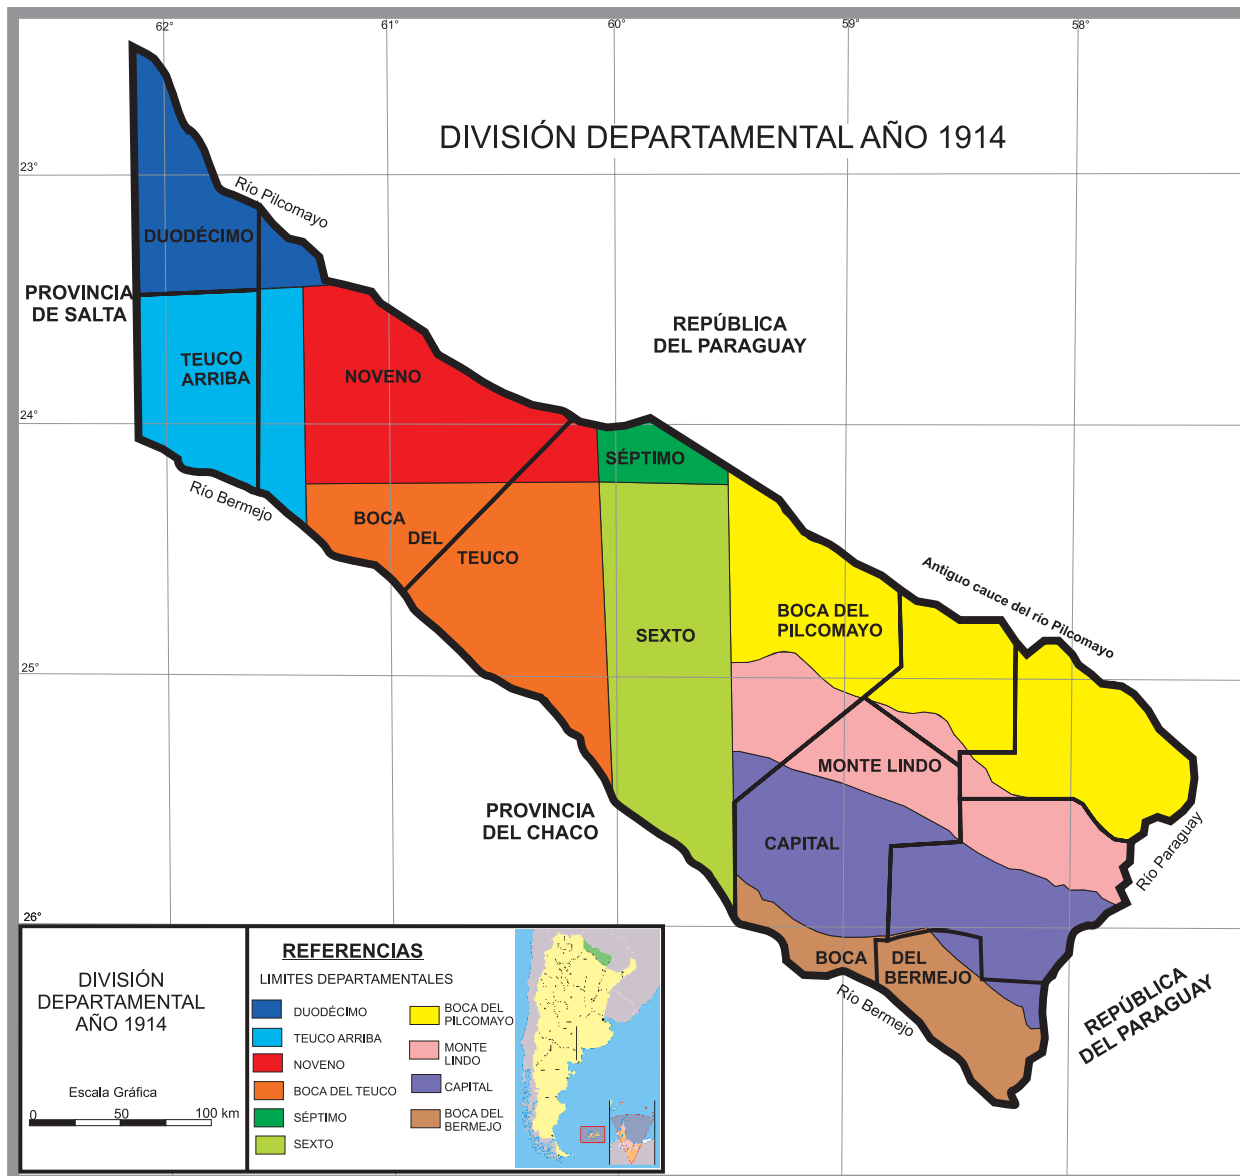 62°
61°
60°
59°
58°
DIVISIÓN DEPARTAMENTAL AÑO 1914
23°
Río Pilcomayo
DUODÉCIMO
PROVINCIA
DE SALTA
REPÚBLICA
DEL PARAGUAY
TEUCO
ARRIBA
NOVENO
24°
SÉPTIMO
Río Bermejo
BOCA
DEL
TEUCO
Antiguo cauce del río Pilcomayo
BOCA DEL
PILCOMAYO
SEXTO
25°
MONTE LINDO
PROVINCIA
DEL CHACO
CAPITAL
Río Paraguay
26°
BOCA
DEL
BERMEJO
Río Bermejo
REPÚBLICA
DEL PARAGUAY
DIVISIÓN
DEPARTAMENTAL
AÑO 1914
Escala Gráfica
0
50
100 km
REFERENCIAS
LIMITES DEPARTAMENTALES
DUODÉCIMO
TEUCO ARRIBA
NOVENO
BOCA DEL TEUCO
SÉPTIMO
SEXTO
BOCA DEL
PILCOMAYO
MONTE
LINDO
CAPITAL
BOCA DEL
BERMEJO